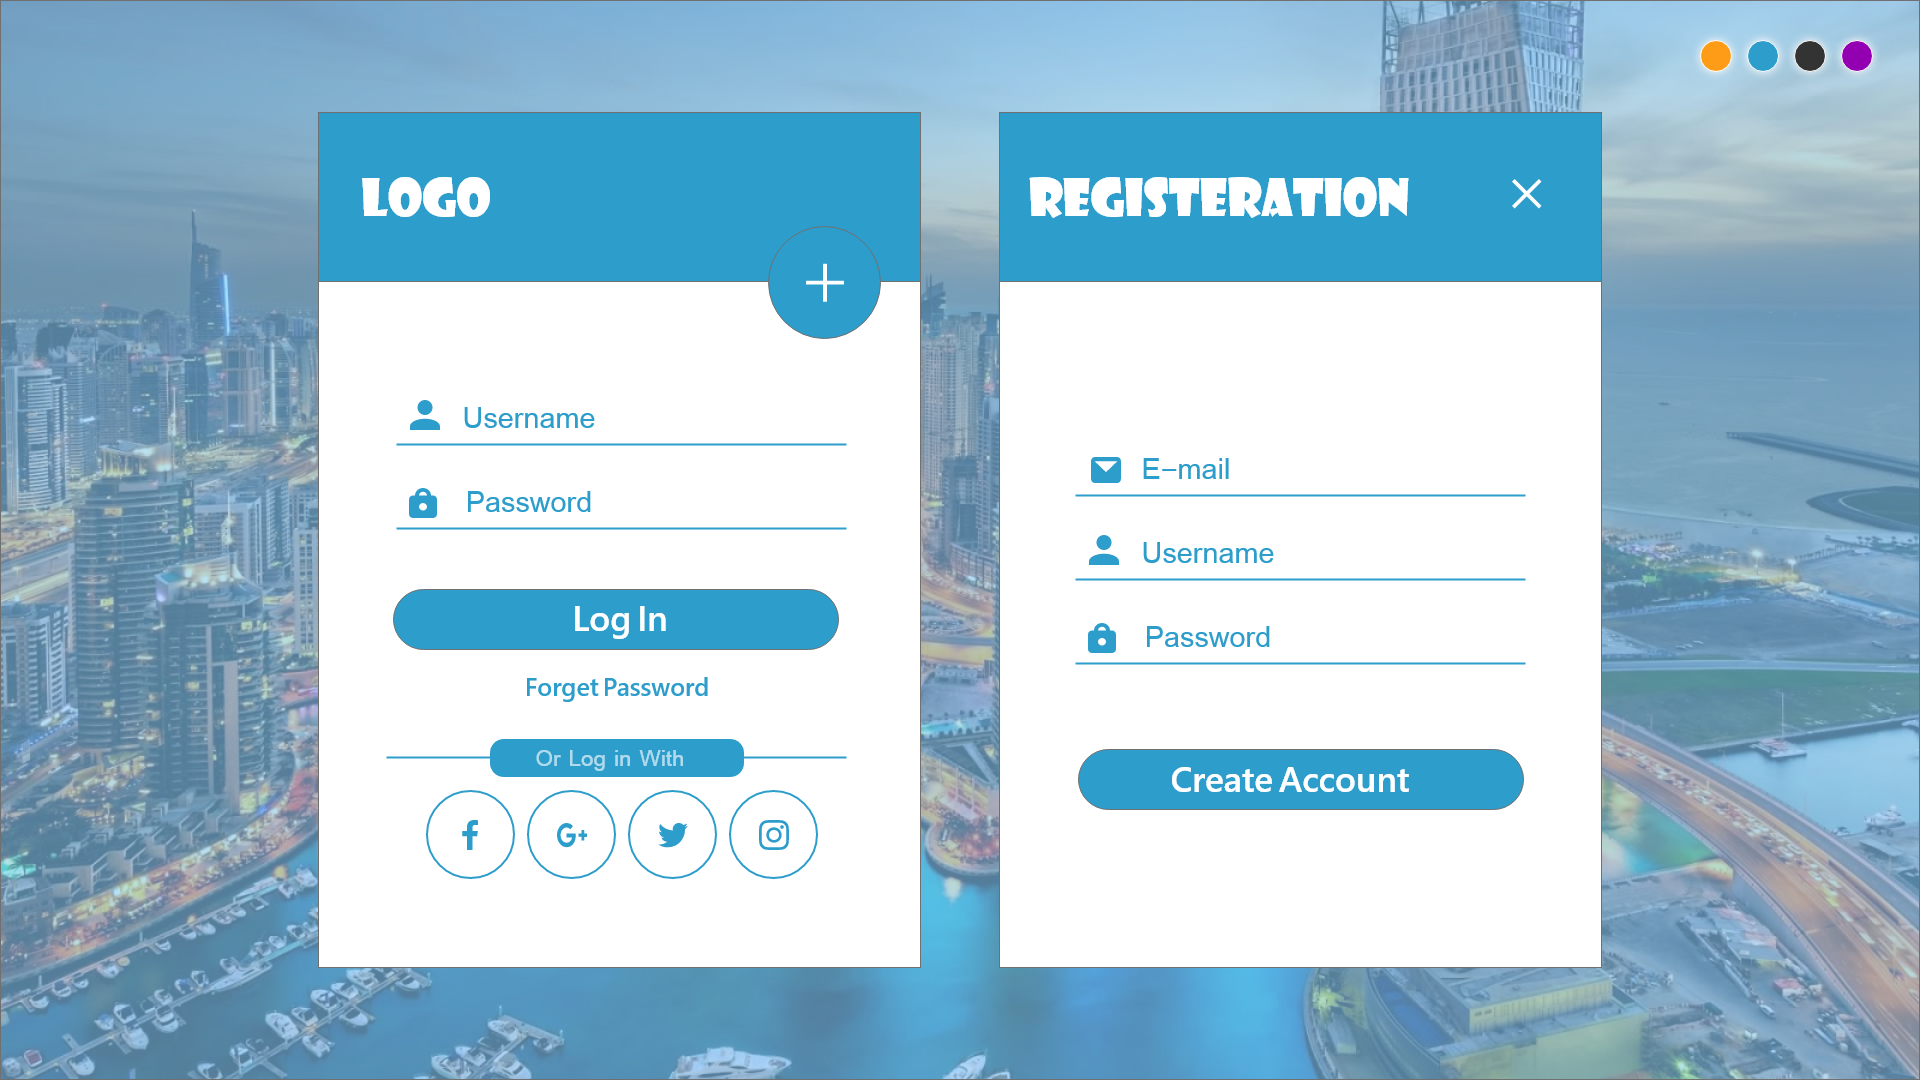 LOGO
Username
Password
Log In
Forget Password
Or Log in With
G+
REGISTERATION
E-mail
Username
Password
Create Account